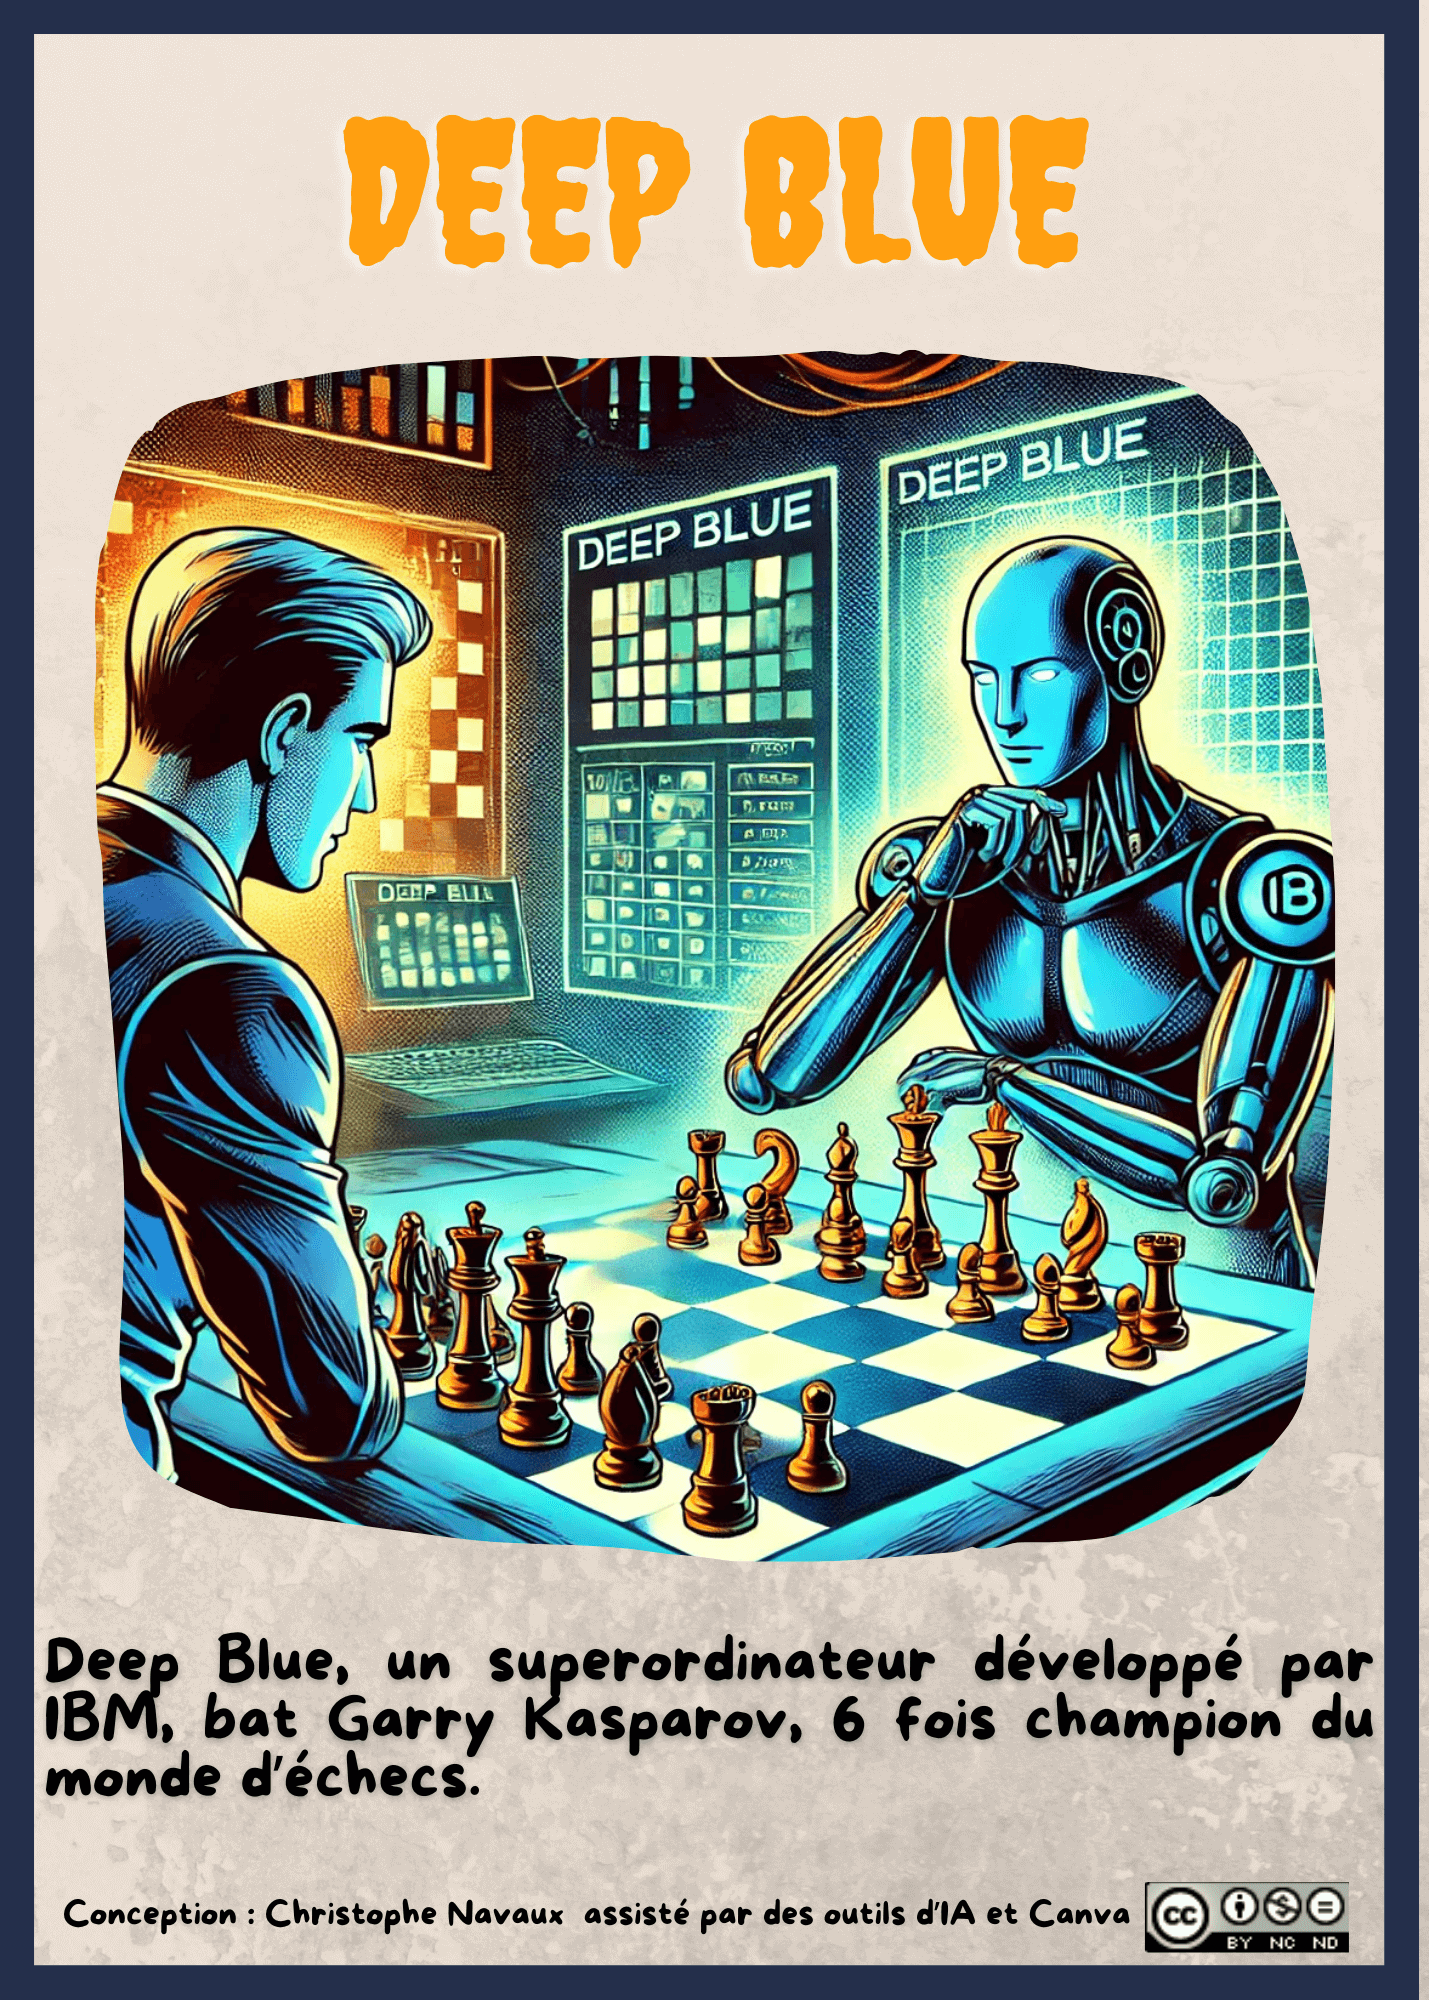 DEEP BLUE
DEEP BLUE
DEEP BLUE
IB
Deep Blue, un superordinateur développé par
IBM, bat Garry Kasparov, 6 fois champion du
monde d'échecs.
Conception : Christophe Navaux assisté par des outils d'IA et Canva
cc
BY NC ND